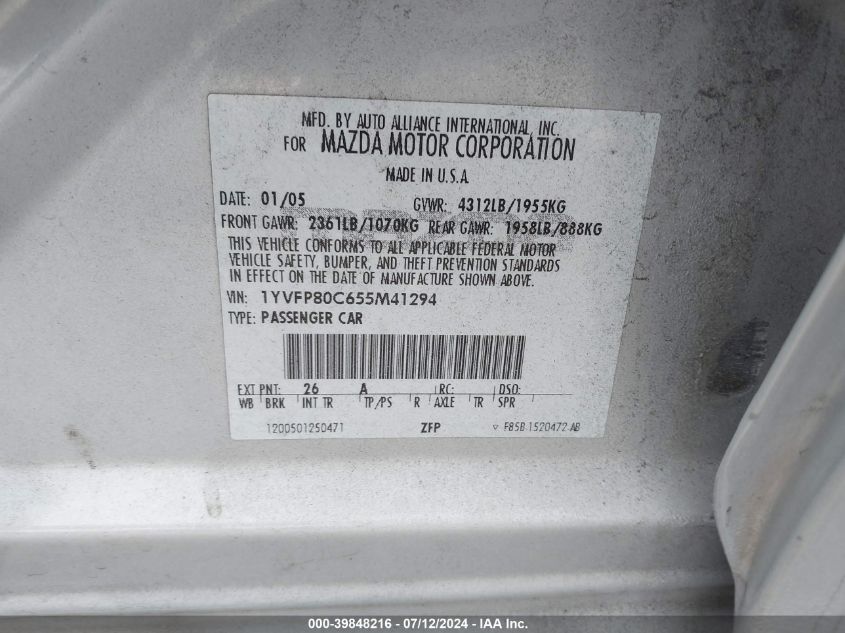 MFD. BY AUTO ALLIANCE INTERNATIONAL, INC.
FOR MAZDA MOTOR CORPORATION
MADE IN U.S.A.
DATE: 01/05 GVWR: 4312LB/1955KG
FRONT GAWR: 2361LB/1070KG REAR GAWR: 1958LB/888KG
THIS VEHICLE CONFORMS TO ALL APPLICABLE FEDERAL MOTOR
VEHICLE SAFETY, BUMPER, AND THEFT PREVENTION STANDARDS
IN EFFECT ON THE DATE OF MANUFACTURE SHOWN ABOVE.
VIN: 1YVFP80C655M41294
TYPE: PASSENGER CAR
EXT PNT: 26 A RC: DSO:
WB BRK INT TR TP/PS R AXLE TR SPR
1200501250471 ZFP F85B-1520472-AB
000-39848216 - 07/12/2024 - IAA Inc.